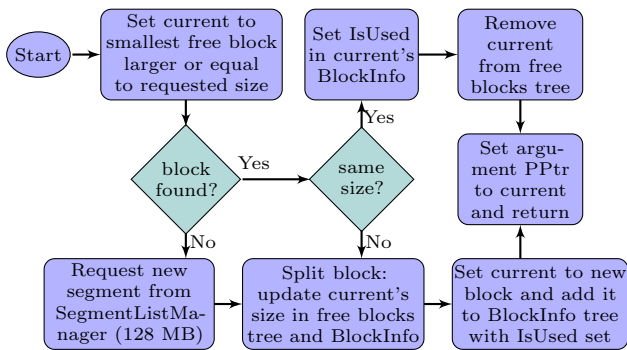 Start
Set current to
smallest free block
larger or equal
to requested size
Set IsUsed
in current's
BlockInfo
Remove
current
from free
blocks tree
block
found?
Yes
same
size?
Yes
Set argu-
ment PPtr
to current
and return
No
No
Request new
segment from
SegmentListMa-
nager (128 MB)
Split block:
update current's
size in free blocks
tree and BlockInfo
Set current to new
block and add it
to BlockInfo tree
with IsUsed set